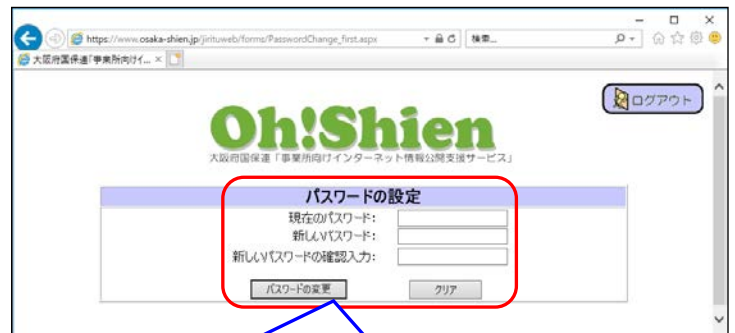 https://www.osaka-shien.jp/jirituweb/forms/PasswordChange_first.aspx
検索...
大阪府国保連「事業所向けイ...
ログアウト
Oh!Shien
大阪府国保連「事業所向けインターネット情報公開支援サービス」
パスワードの設定
現在のパスワード:
新しいパスワード:
新しいパスワードの確認入力:
パスワードの変更 クリア